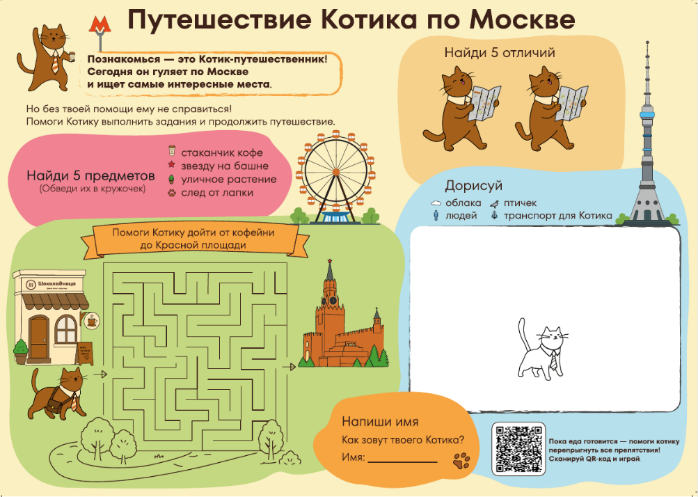 Путешествие Котика по Москве
Познакомься — это Котик-путешественник!
Сегодня он гуляет по Москве
и ищет самые интересные места.
Но без твоей помощи ему не справиться!
Помоги Котику выполнить задания и продолжить путешествие.
Найди 5 отличий
Найди 5 предметов
(Обведи их в кружочек)
стаканчик кофе
звезду на башне
уличное растение
след от лапки
Дорисуй
облака
птичек
людей
транспорт для Котика
Помоги Котику дойти от кофейни
до Красной площади
Шоколадница
Напиши имя
Как зовут твоего Котика?
Имя:
Пока еда готовится — помоги котику
перепрыгнуть все препятствия!
Сканируй QR-код и играй